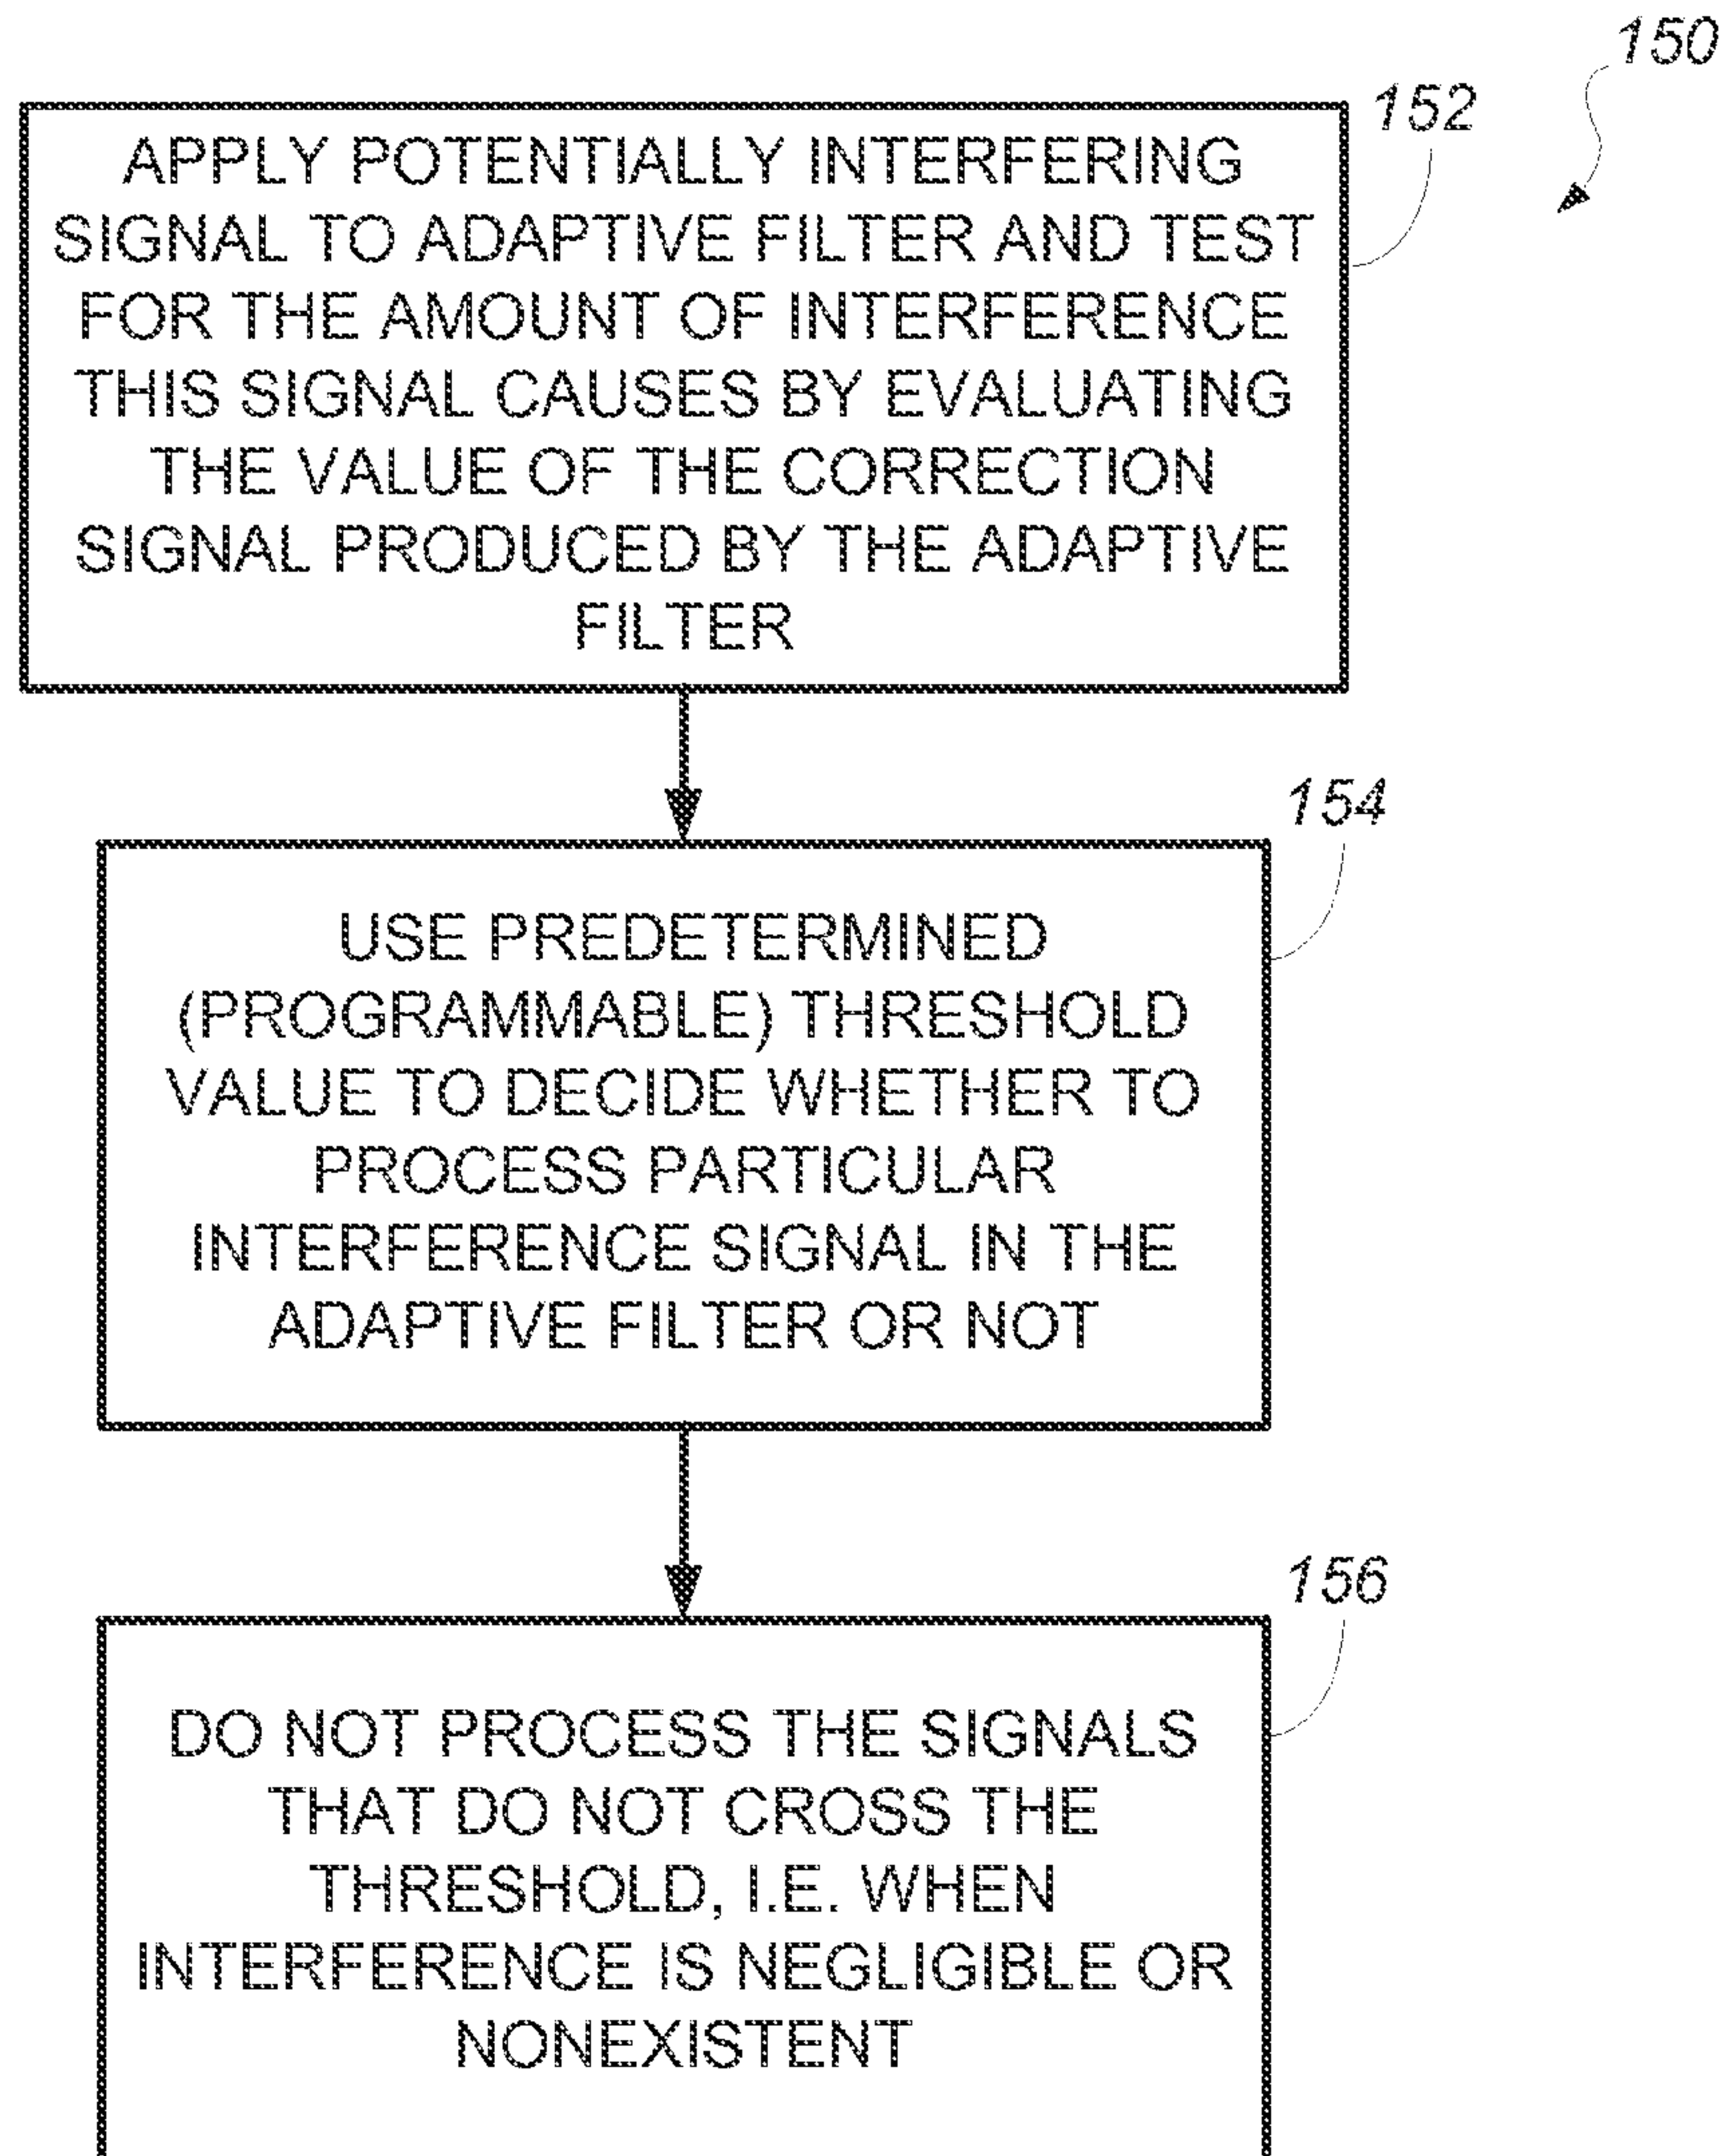 150
152
APPLY POTENTIALLY INTERFERING
SIGNAL TO ADAPTIVE FILTER AND TEST
FOR THE AMOUNT OF INTERFERENCE
THIS SIGNAL CAUSES BY EVALUATING
THE VALUE OF THE CORRECTION
SIGNAL PRODUCED BY THE ADAPTIVE
FILTER
154
USE PREDETERMINED
(PROGRAMMABLE) THRESHOLD
VALUE TO DECIDE WHETHER TO
PROCESS PARTICULAR
INTERFERENCE SIGNAL IN THE
ADAPTIVE FILTER OR NOT
156
DO NOT PROCESS THE SIGNALS
THAT DO NOT CROSS THE
THRESHOLD, I.E. WHEN
INTERFERENCE IS NEGLIGIBLE OR
NONEXISTENT